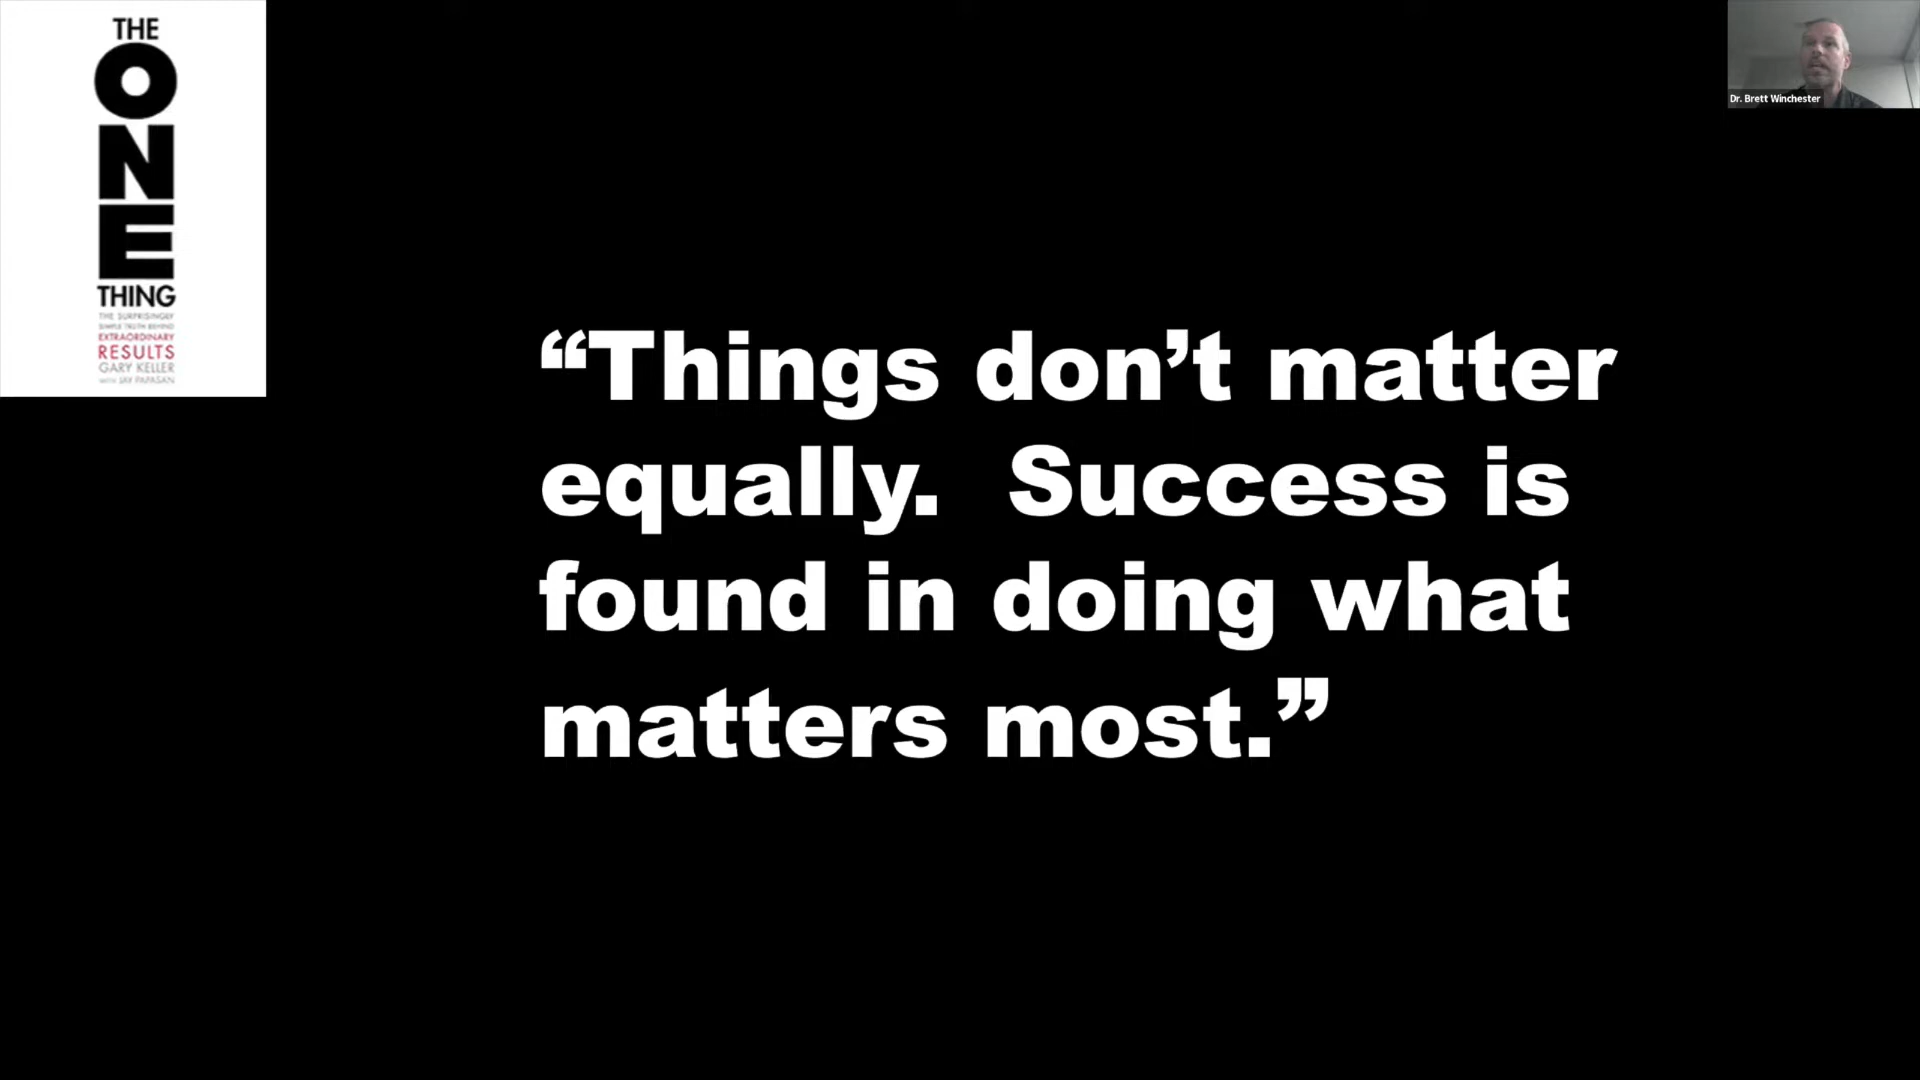 THE
ONE
THING
THE SURPRISINGLY
SIMPLE TRUTH BEHIND
EXTRAORDINARY
RESULTS
GARY KELLER
WITH JAY PAPASAN
Dr. Brett Winchester
“Things don’t matter
equally.  Success is
found in doing what
matters most.”